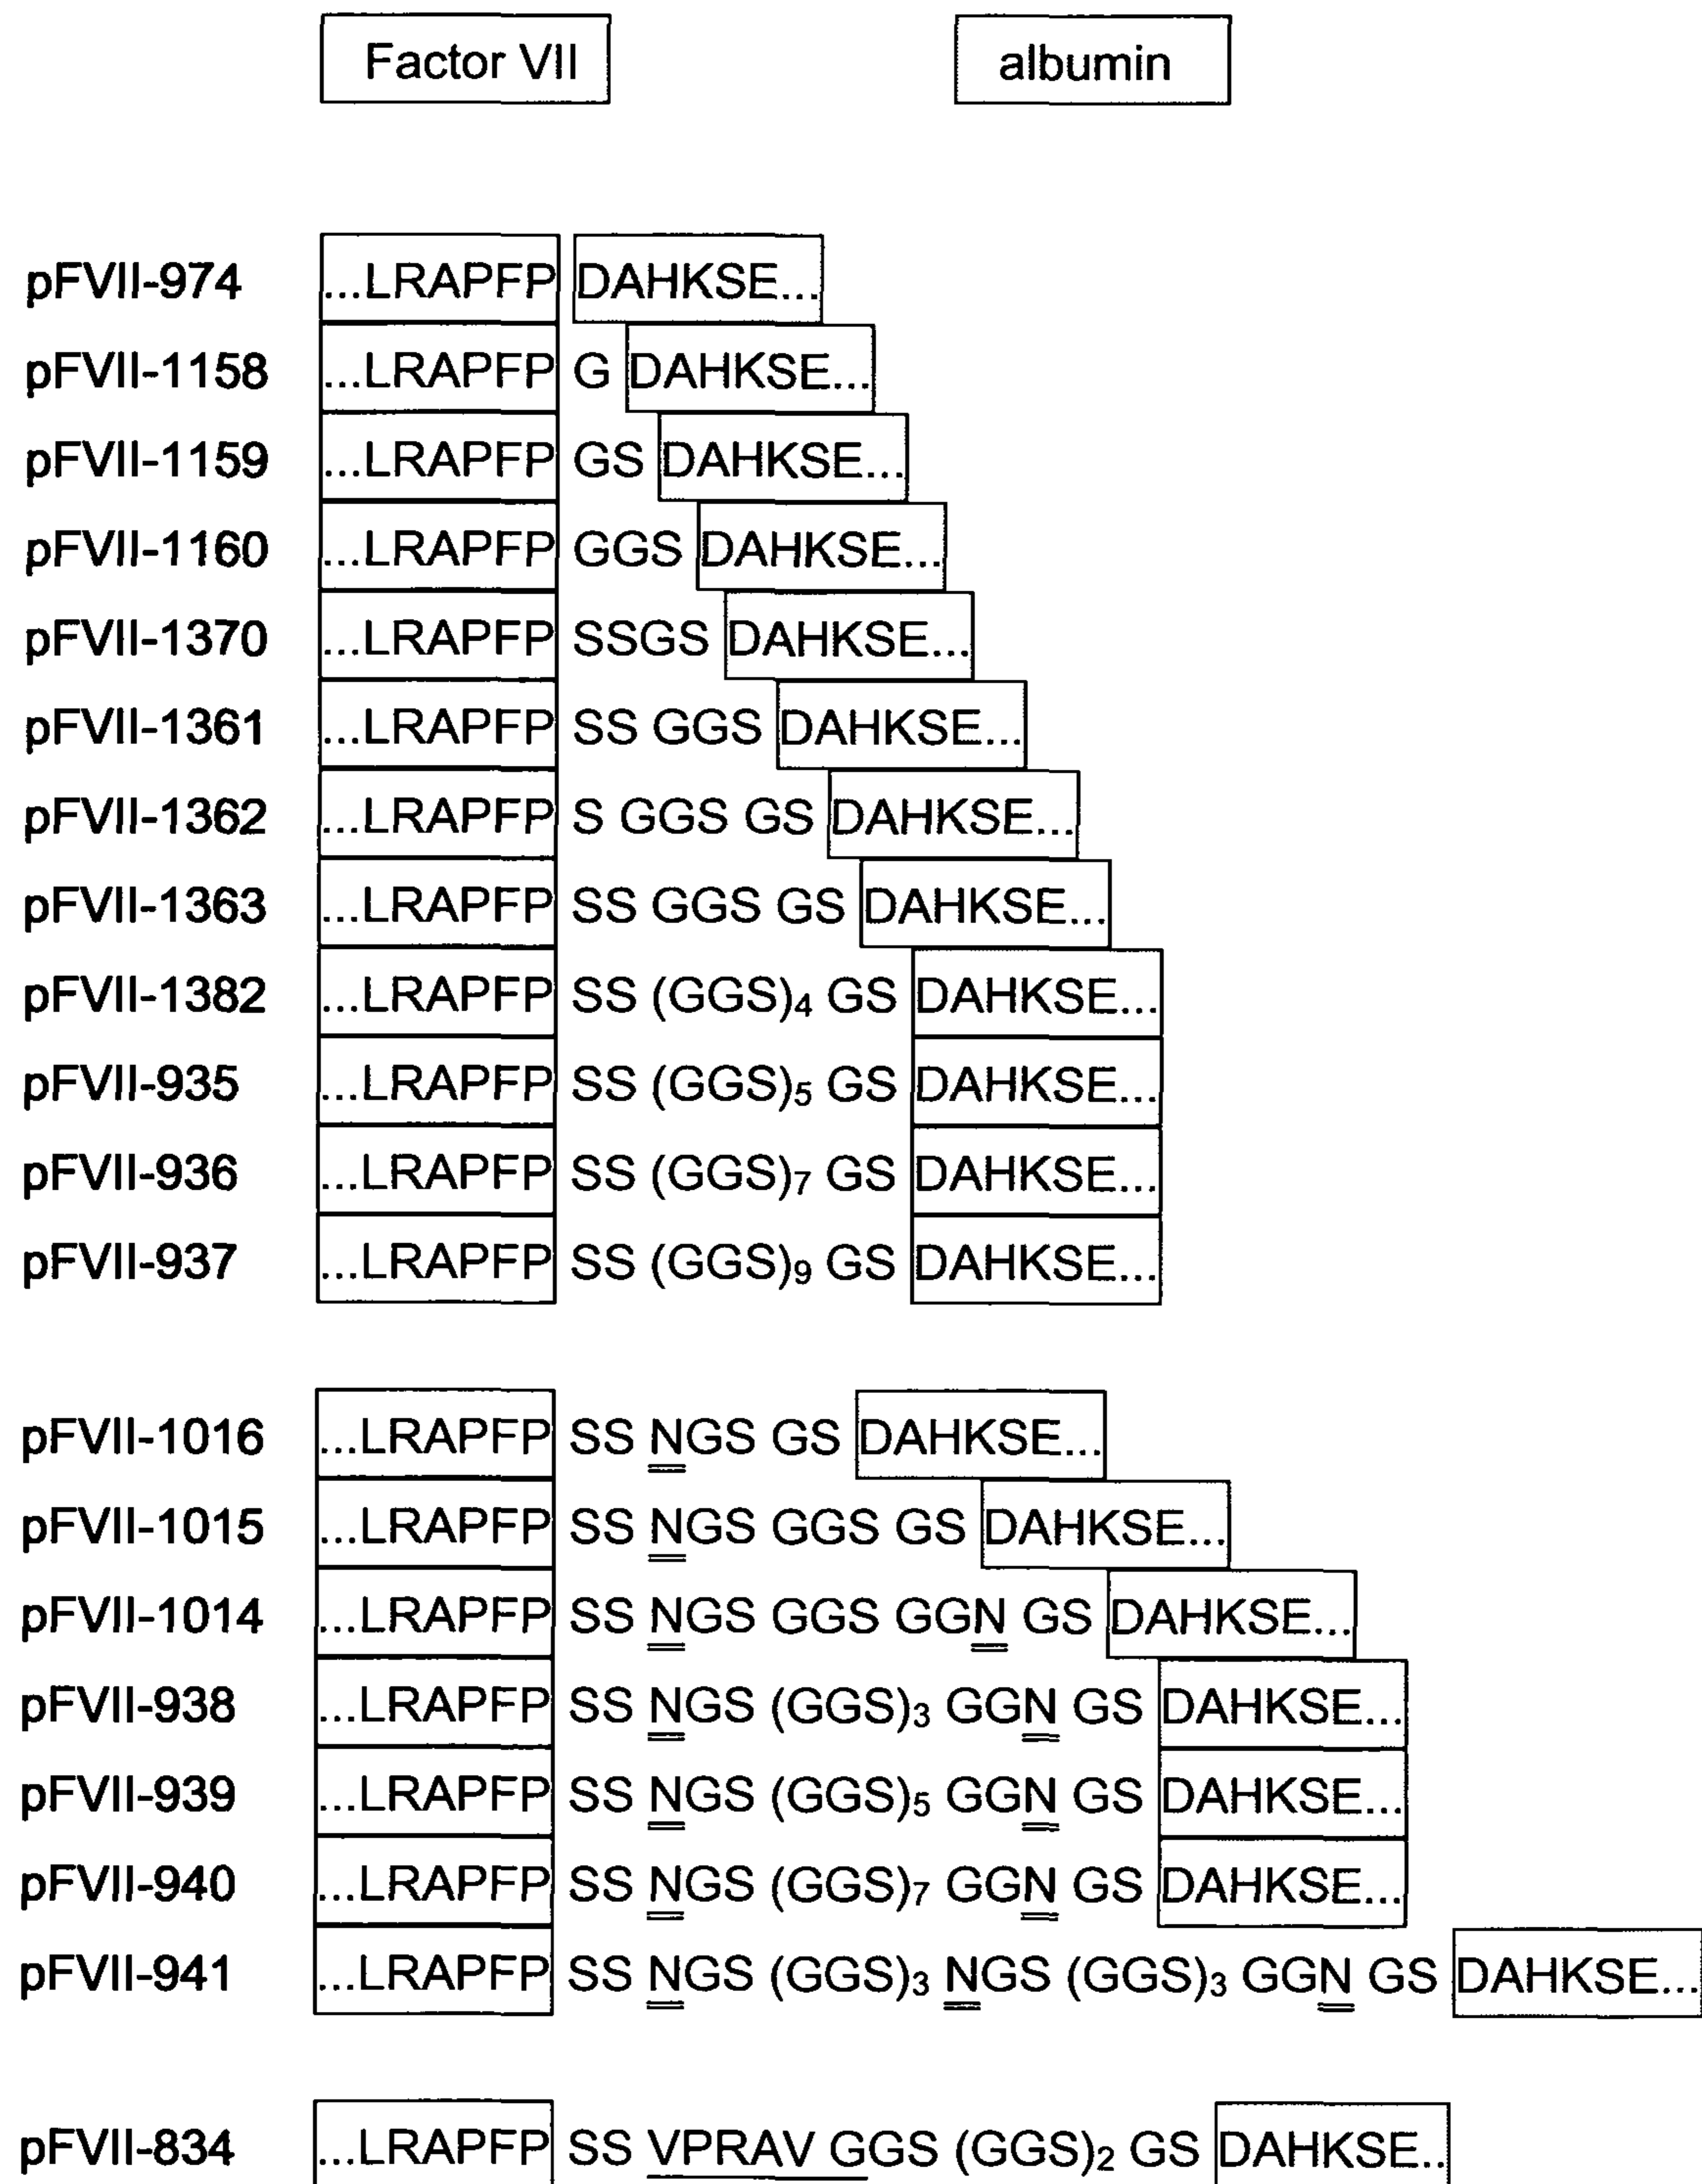 Factor VII albumin
pFVII-974 ...LRAPFP DAHKSE...
pFVII-1158 ...LRAPFP G DAHKSE...
pFVII-1159 ...LRAPFP GS DAHKSE...
pFVII-1160 ...LRAPFP GGS DAHKSE...
pFVII-1370 ...LRAPFP SSGS DAHKSE...
pFVII-1361 ...LRAPFP SS GGS DAHKSE...
pFVII-1362 ...LRAPFP S GGS GS DAHKSE...
pFVII-1363 ...LRAPFP SS GGS GS DAHKSE...
pFVII-1382 ...LRAPFP SS (GGS)₄ GS DAHKSE...
pFVII-935 ...LRAPFP SS (GGS)₅ GS DAHKSE...
pFVII-936 ...LRAPFP SS (GGS)₇ GS DAHKSE...
pFVII-937 ...LRAPFP SS (GGS)₉ GS DAHKSE...
pFVII-1016 ...LRAPFP SS NGS GS DAHKSE...
pFVII-1015 ...LRAPFP SS NGS GGS GS DAHKSE...
pFVII-1014 ...LRAPFP SS NGS GGS GGN GS DAHKSE...
pFVII-938 ...LRAPFP SS NGS (GGS)₃ GGN GS DAHKSE...
pFVII-939 ...LRAPFP SS NGS (GGS)₅ GGN GS DAHKSE...
pFVII-940 ...LRAPFP SS NGS (GGS)₇ GGN GS DAHKSE...
pFVII-941 ...LRAPFP SS NGS (GGS)₃ NGS (GGS)₃ GGN GS DAHKSE...
pFVII-834 ...LRAPFP SS VPRAV GGS (GGS)₂ GS DAHKSE..